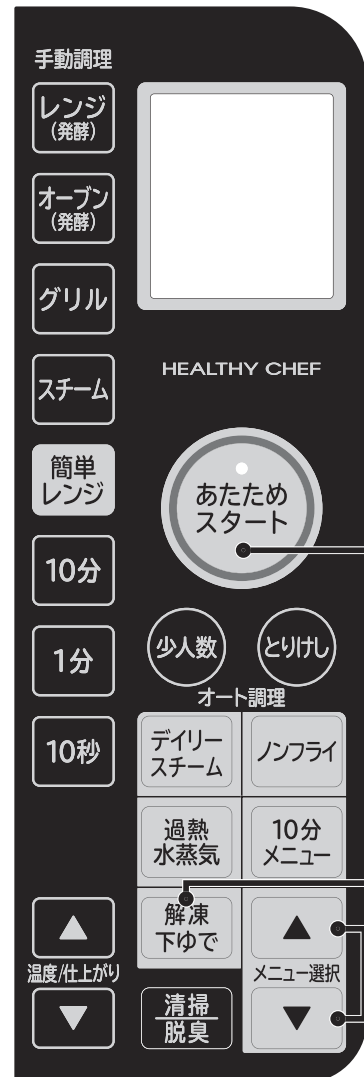 手動調理
レンジ
(発酵)
オーブン
(発酵)
グリル
スチーム
簡単
レンジ
10分
1分
10秒
▲
温度/仕上がり
▼
HEALTHY CHEF
あたため
スタート
少人数
とりけし
オート調理
デイリー
スチーム
ノンフライ
過熱
水蒸気
10分
メニュー
解凍
下ゆで
▲
メニュー選択
▼
清掃
脱臭